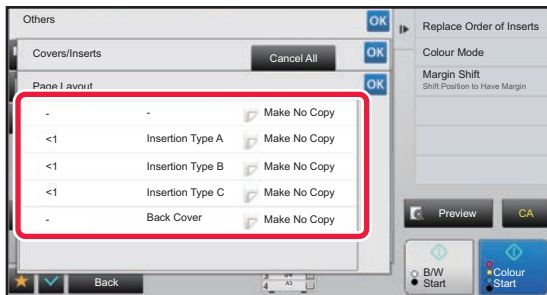 Others
OK
Covers/Inserts
Cancel All
OK
Page Layout
OK
- - Make No Copy
<1 Insertion Type A Make No Copy
<1 Insertion Type B Make No Copy
<1 Insertion Type C Make No Copy
- Back Cover Make No Copy
Back
4 A3
Replace Order of Inserts
Colour Mode
Margin Shift
Shift Position to Have Margin
Preview
CA
B/W
Start
Colour
Start